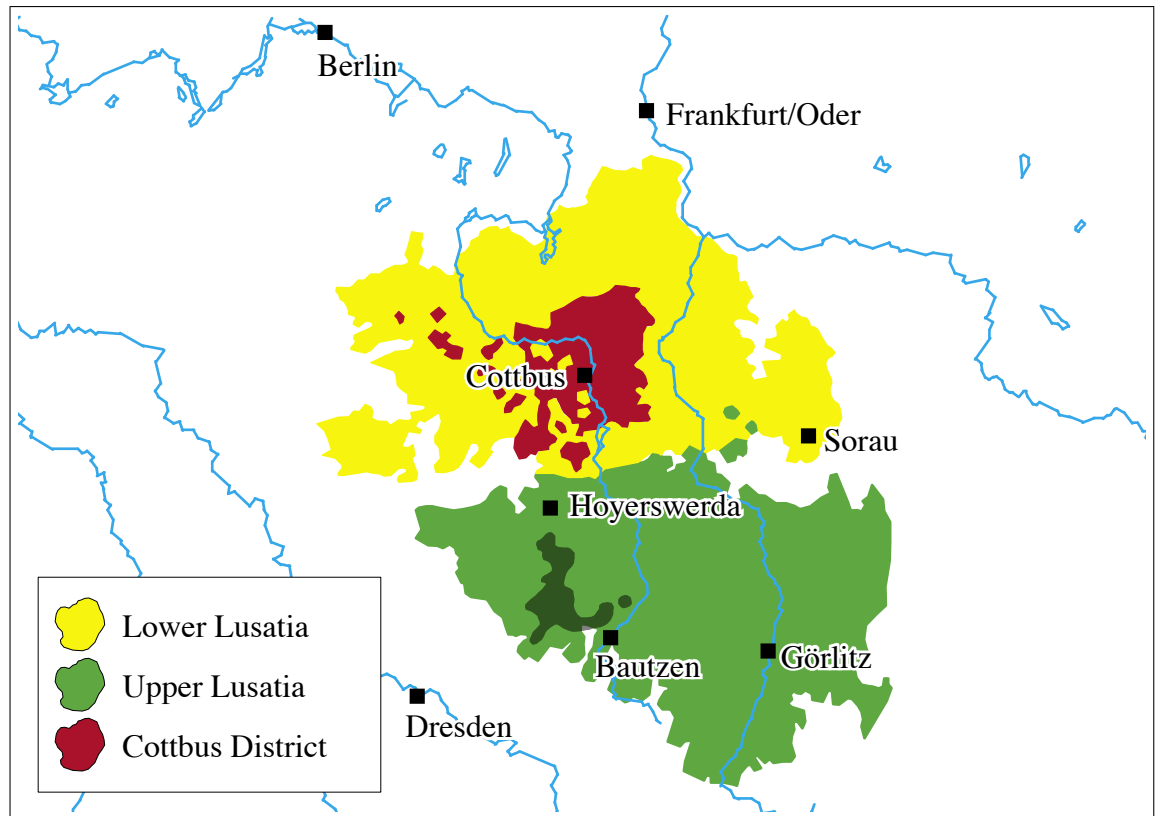 Berlin
Frankfurt/Oder
Cottbus
Sorau
Hoyerswerda
Lower Lusatia
Bautzen
Görlitz
Upper Lusatia
Dresden
Cottbus District